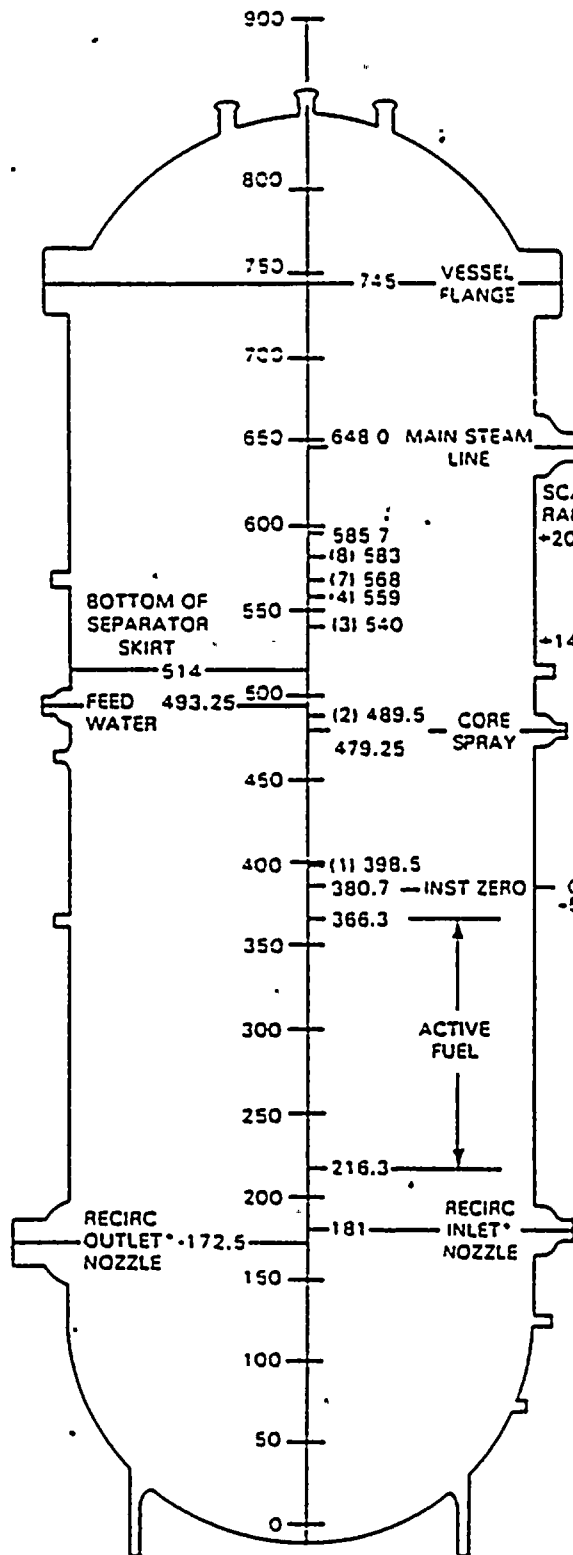 900
800
750
745 VESSEL
FLANGE
700
650
648.0 MAIN STEAM
LINE
600
585.7
(8) 583
(7) 568
(4) 559
550
(3) 540
BOTTOM OF
SEPARATOR
SKIRT
514
500
FEED 493.25
WATER
(2) 489.5
CORE
SPRAY
479.25
450
400
(1) 398.5
380.7 INST ZERO
366.3
350
300
ACTIVE
FUEL
250
216.3
200
RECIRC
OUTLET* 172.5
NOZZLE
181 RECIRC
INLET*
NOZZLE
150
100
50
0